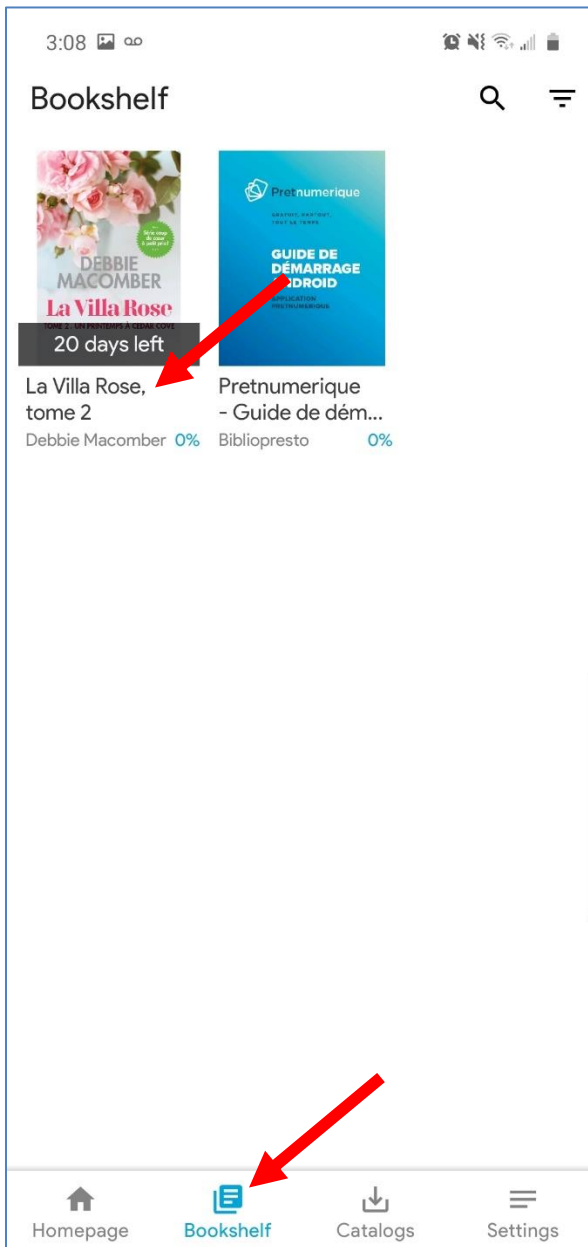 3:08
Bookshelf
DEBBIE
MACOMBER
La Villa Rose
TOME 2. UN PRINTEMPS À CEDAR COVE
20 days left
La Villa Rose,
tome 2
Debbie Macomber 0%
Pretnumerique
GUIDE DE
DÉMARRAGE
ANDROID
APPLICATION
PRETNUMERIQUE
Pretnumerique
- Guide de dém...
Bibliopresto 0%
Homepage Bookshelf Catalogs Settings